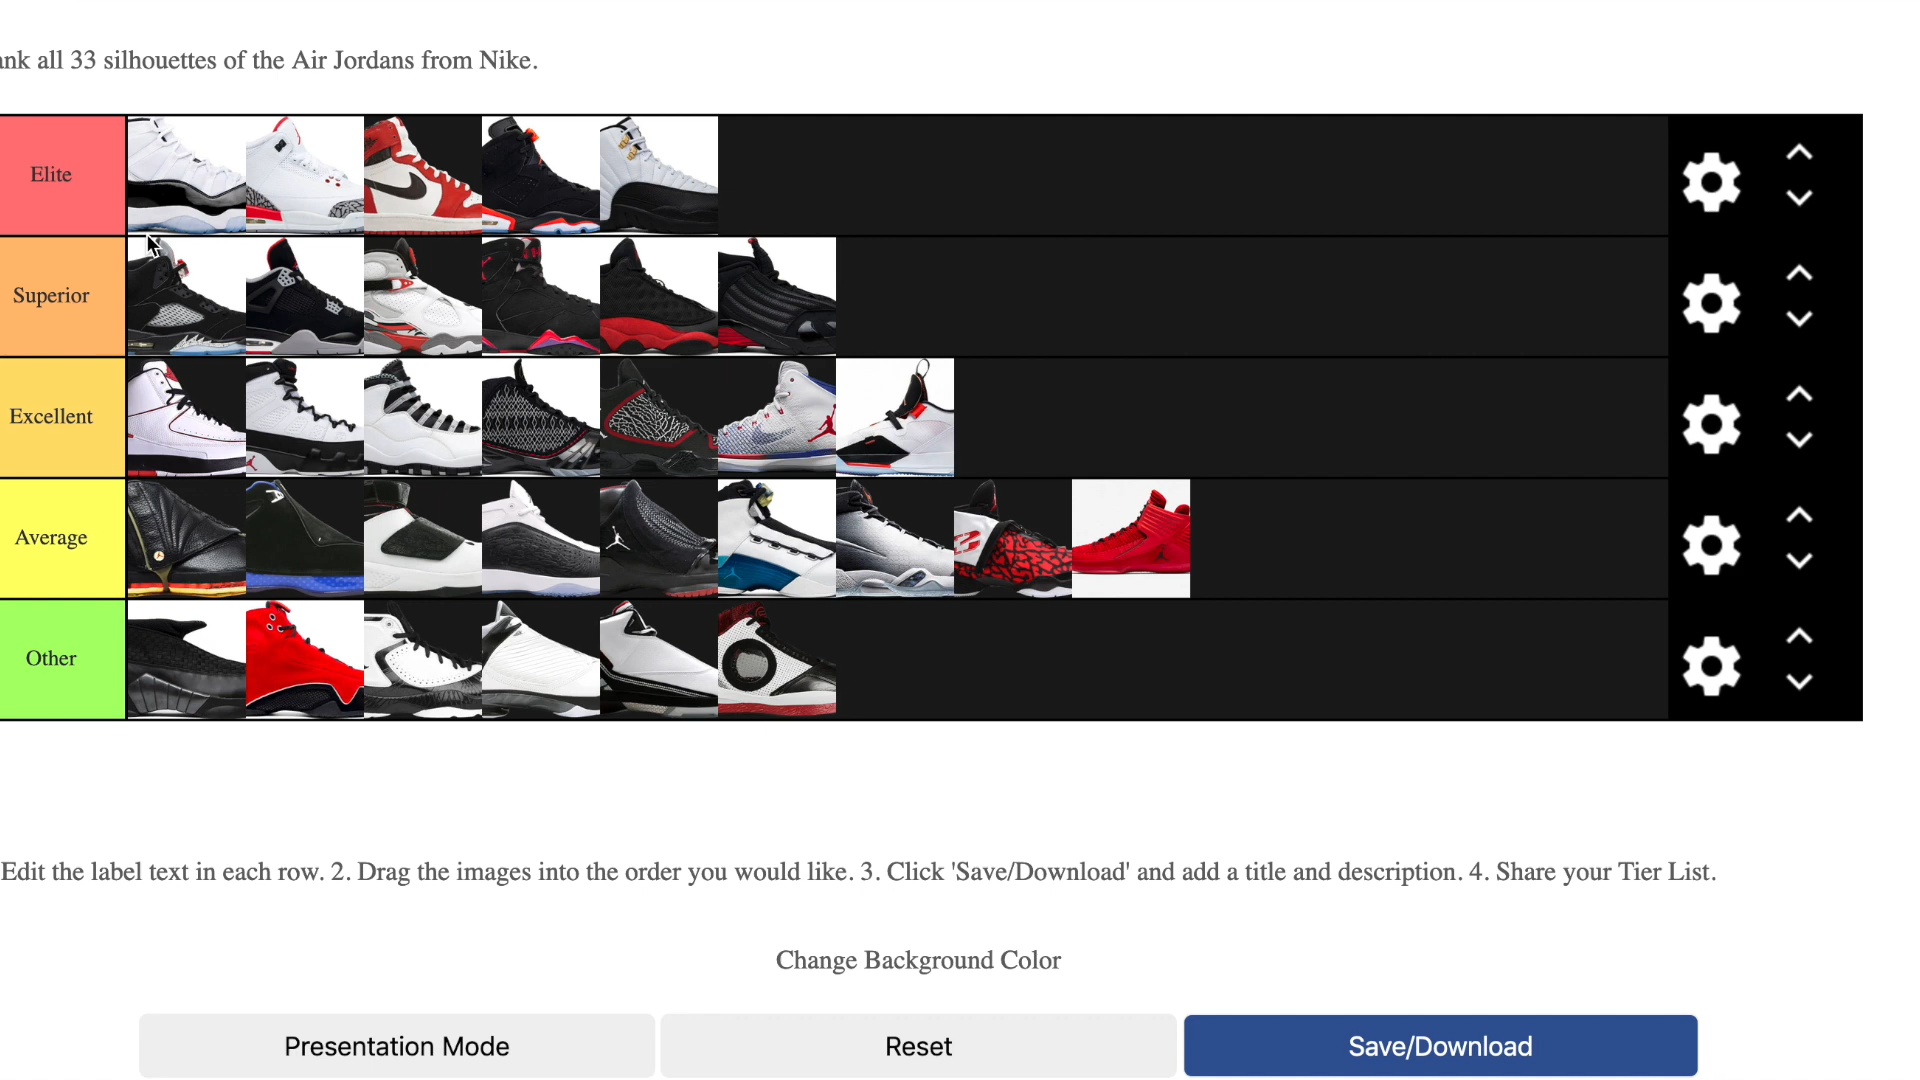 ank all 33 silhouettes of the Air Jordans from Nike.
Elite
Superior
Excellent
Average
Other
Edit the label text in each row. 2. Drag the images into the order you would like. 3. Click 'Save/Download' and add a title and description. 4. Share your Tier List.
Change Background Color
Presentation Mode
Reset
Save/Download